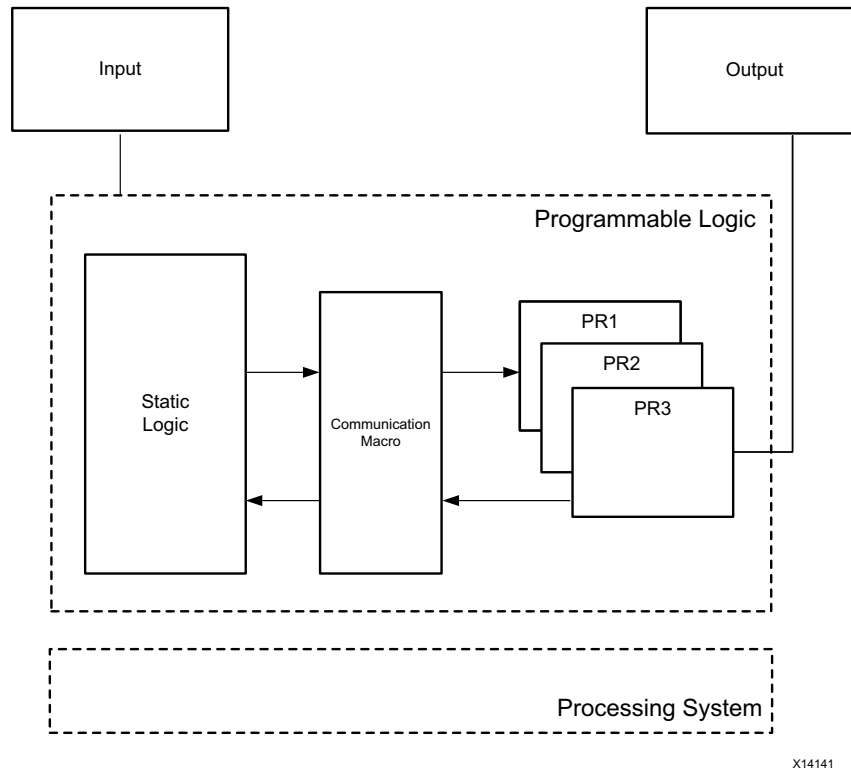 Input
Output
Programmable Logic
PR1
PR2
PR3
Static
Logic
Communication
Macro
Processing System
X14141